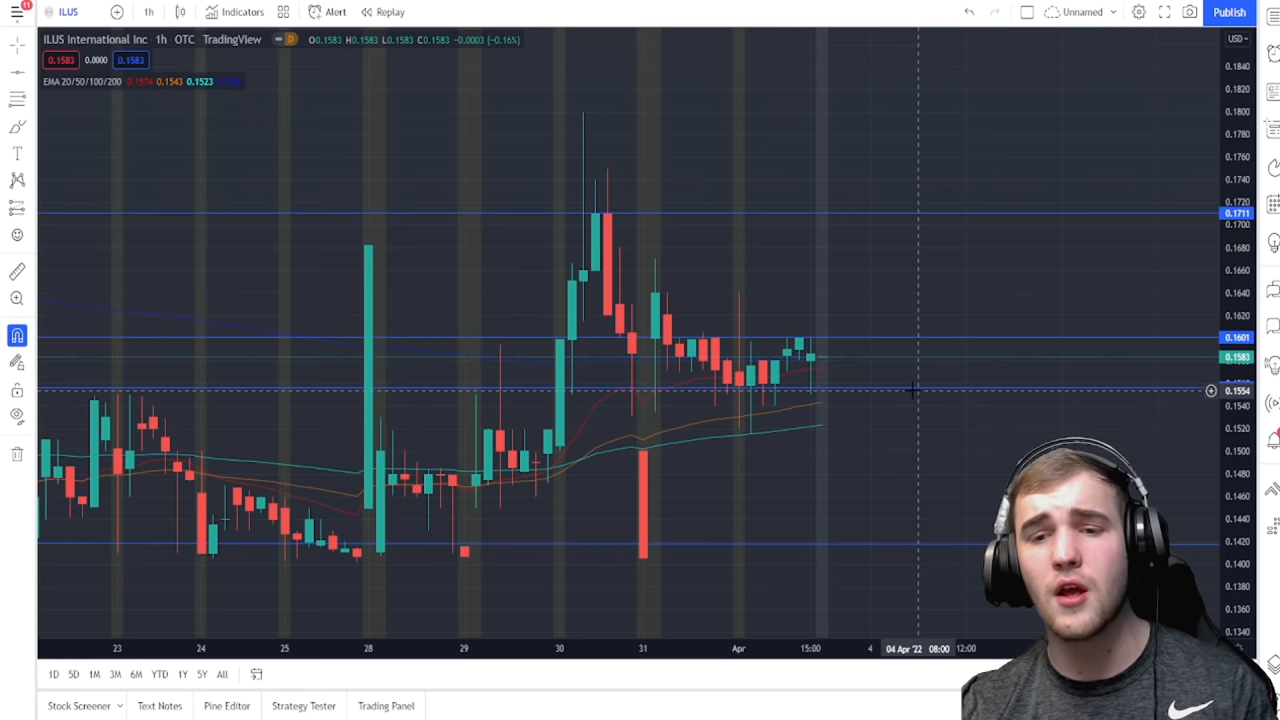 11
ILUS
1h
Indicators
Alert
Replay
Unnamed
Publish
ILUS International Inc 1h OTC TradingView D O0.1583 H0.1583 L0.1583 C0.1583 -0.0003 (-0.16%)
USD
0.1583 0.0000 0.1583
EMA 20/50/100/200 0.1574 0.1543 0.1523
0.1840
0.1820
0.1800
0.1780
0.1760
0.1740
0.1720
0.1711
0.1700
0.1680
0.1660
0.1640
0.1620
0.1601
0.1583
0.1554
0.1540
0.1520
0.1500
0.1480
0.1460
0.1440
0.1420
0.1400
0.1380
0.1360
0.1340
23 24 25 28 29 30 31 Apr 15:00 4 04 Apr '22 08:00 12:00
1D 5D 1M 3M 6M YTD 1Y 5Y All
Stock Screener Text Notes Pine Editor Strategy Tester Trading Panel